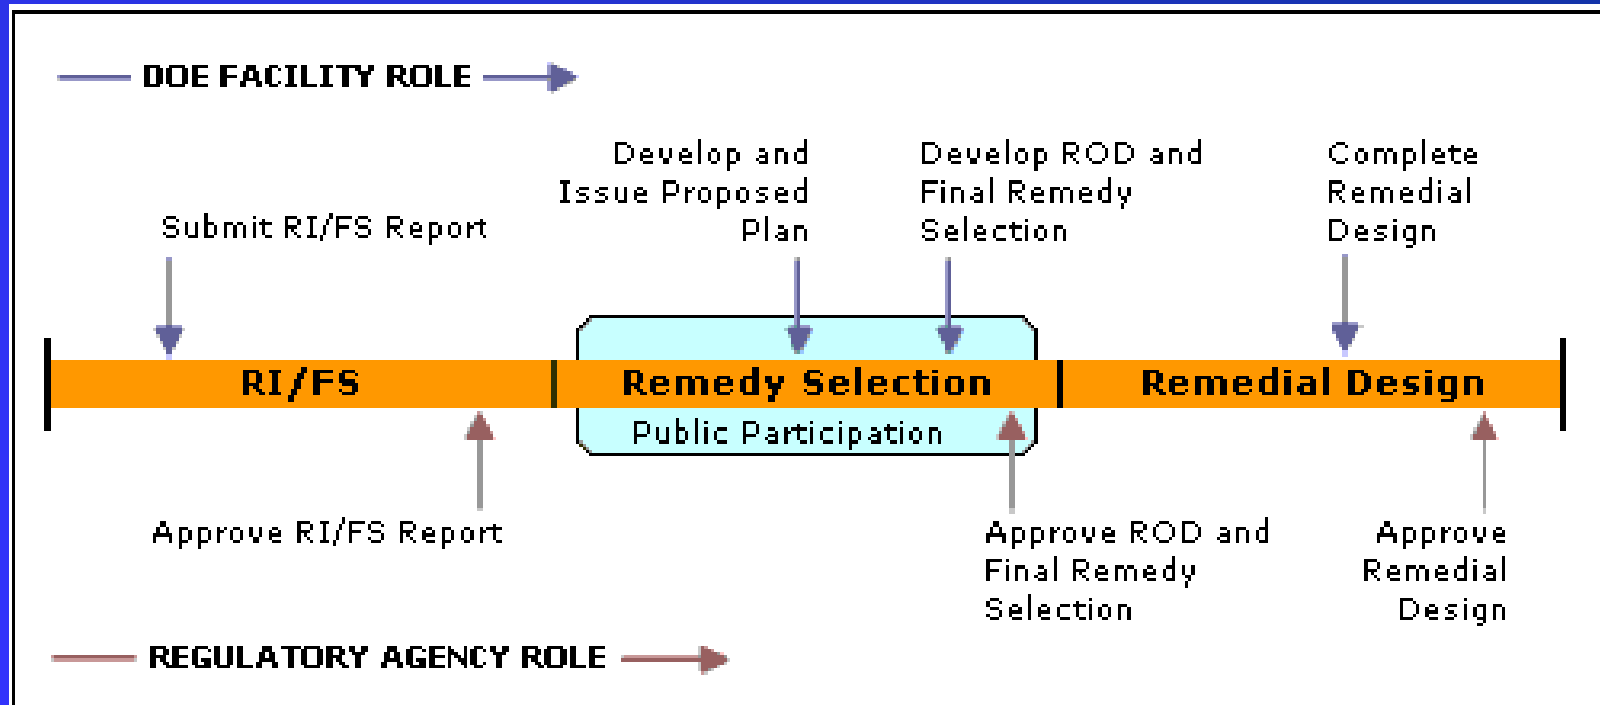 DOE FACILITY ROLE
Submit RI/FS Report
Develop and
Issue Proposed
Plan
Develop ROD and
Final Remedy
Selection
Complete
Remedial
Design
RI/FS
Remedy Selection
Remedial Design
Public Participation
Approve RI/FS Report
Approve ROD and
Final Remedy
Selection
Approve
Remedial
Design
REGULATORY AGENCY ROLE